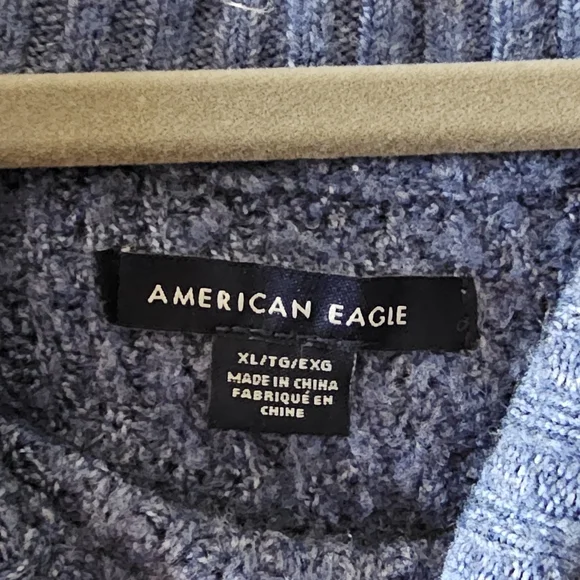 AMERICAN EAGLE
XL/TG/EXG
MADE IN CHINA
FABRIQUÉ EN
CHINE